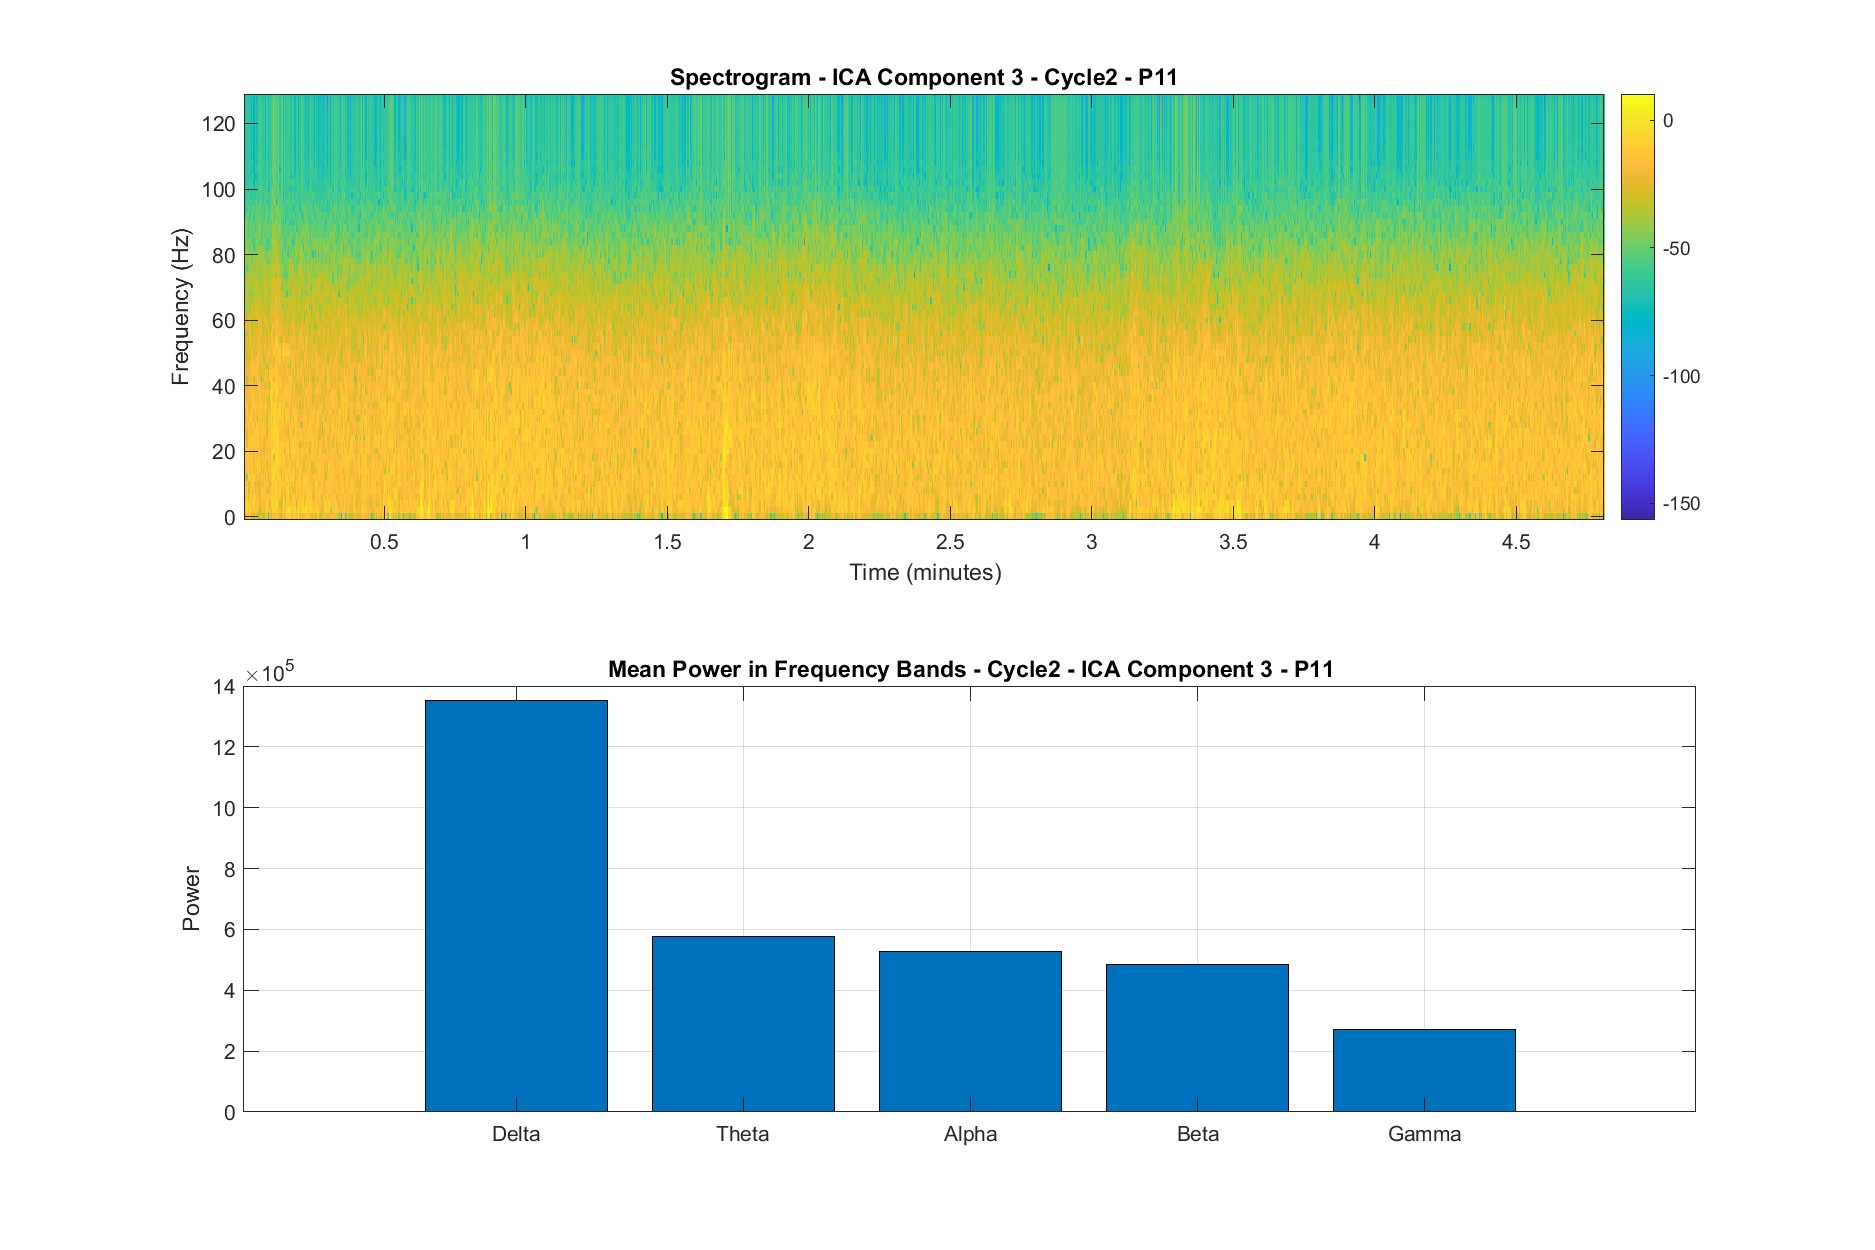 Spectrogram - ICA Component 3 - Cycle2 - P11
Frequency (Hz)
120
100
80
60
40
20
0
0.5 1 1.5 2 2.5 3 3.5 4 4.5
Time (minutes)
0
-50
-100
-150
Mean Power in Frequency Bands - Cycle2 - ICA Component 3 - P11
×10⁵
Power
14
12
10
8
6
4
2
0
Delta Theta Alpha Beta Gamma